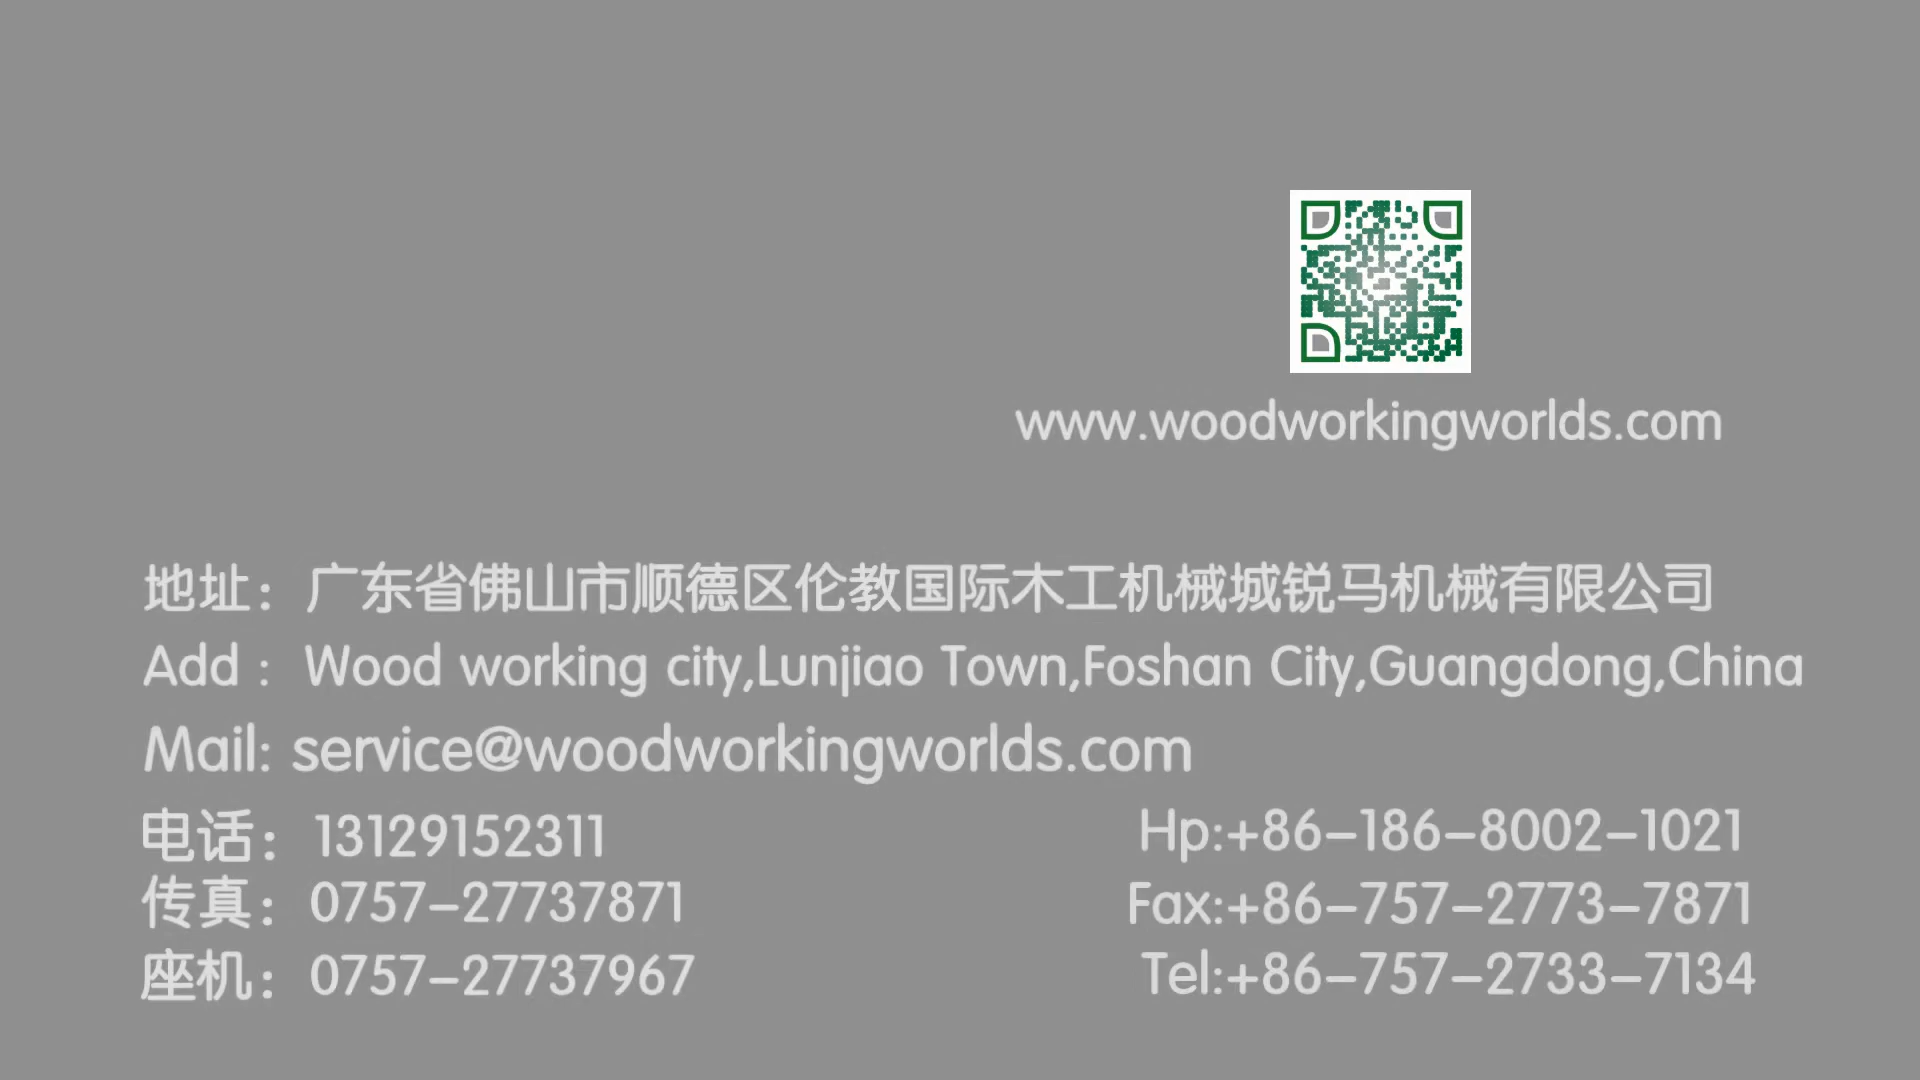 www.woodworkingworlds.com
地址：广东省佛山市顺德区伦教国际木工机械城锐马机械有限公司
Add : Wood working city,Lunjiao Town,Foshan City,Guangdong,China
Mail: service@woodworkingworlds.com
电话：13129152311
Hp:+86-186-8002-1021
传真：0757-27737871
Fax:+86-757-2773-7871
座机：0757-27737967
Tel:+86-757-2733-7134